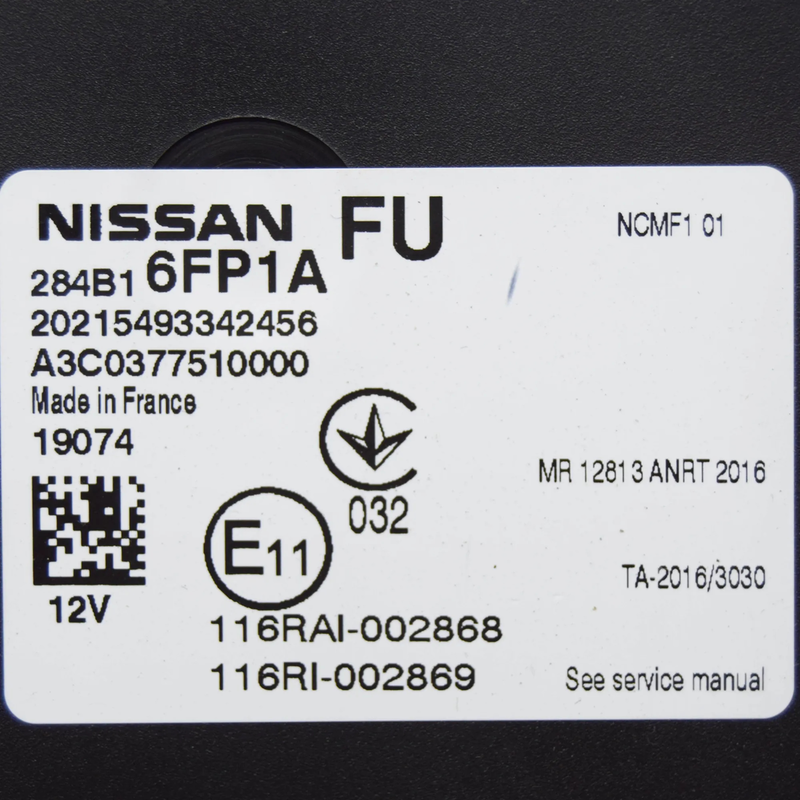 NISSAN FU
NCMF1 01
284B1 6FP1A
20215493342456
A3C0377510000
Made in France
19074
032
MR 12813 ANRT 2016
E11
TA-2016/3030
12V
116RAI-002868
116RI-002869
See service manual